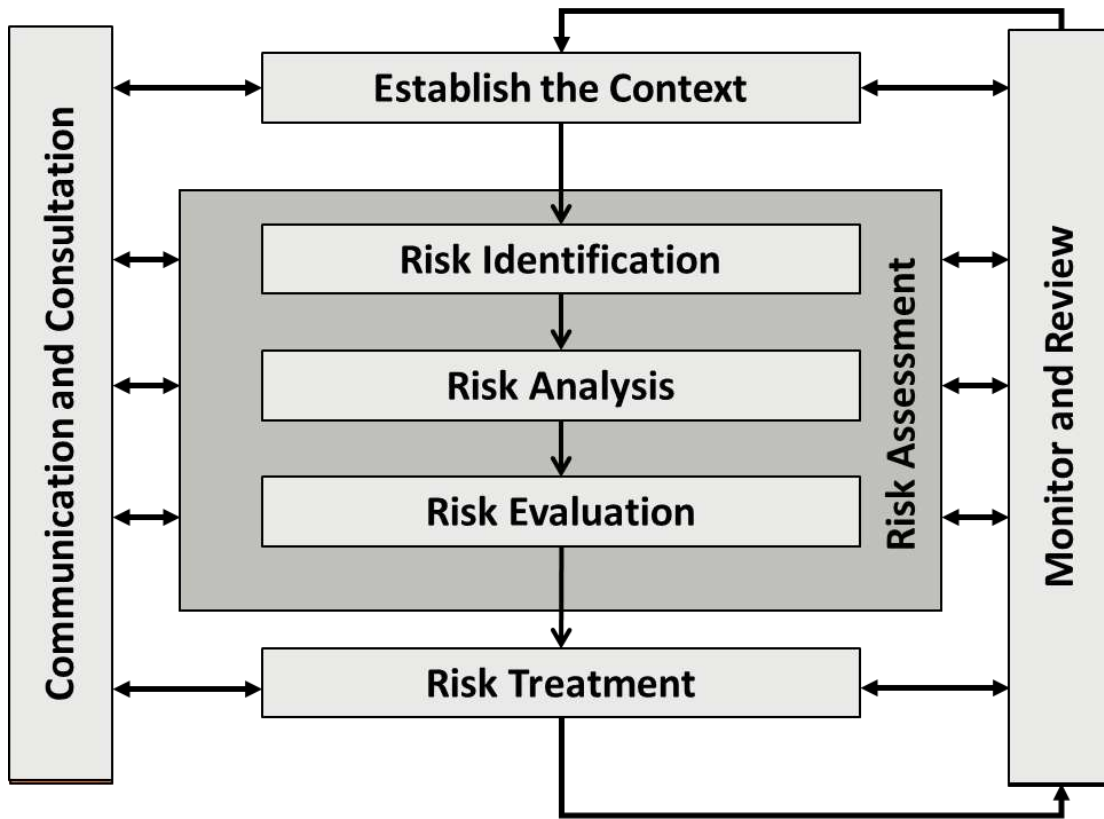 Communication and Consultation
Establish the Context
Risk Identification
Risk Analysis
Risk Evaluation
Risk Assessment
Risk Treatment
Monitor and Review